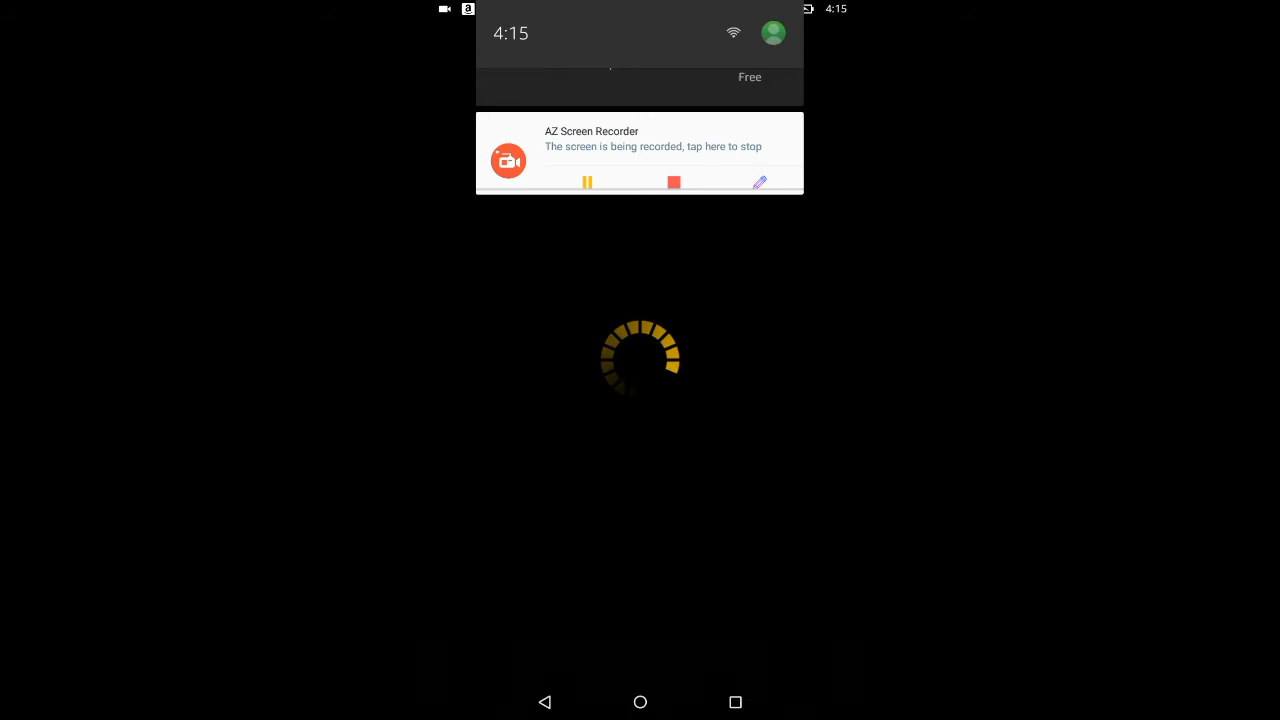 4:15
4:15
Free
AZ Screen Recorder
The screen is being recorded, tap here to stop